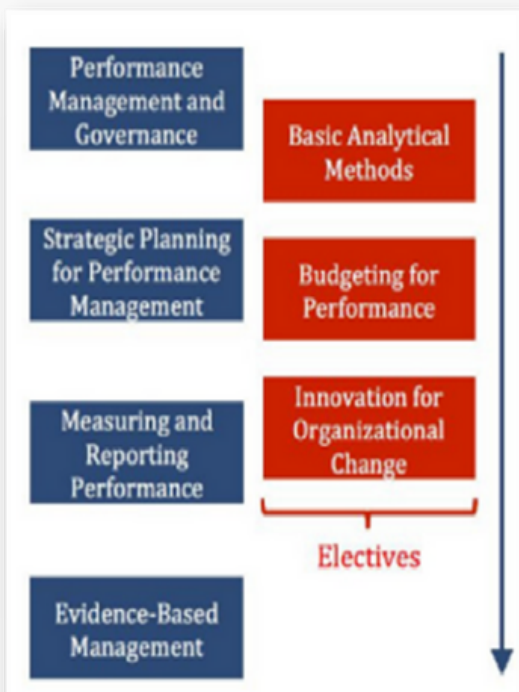 Performance
Management and
Governance
Basic Analytical
Methods
Strategic Planning
for Performance
Management
Budgeting for
Performance
Innovation for
Organizational
Change
Measuring and
Reporting
Performance
Electives
Evidence-Based
Management